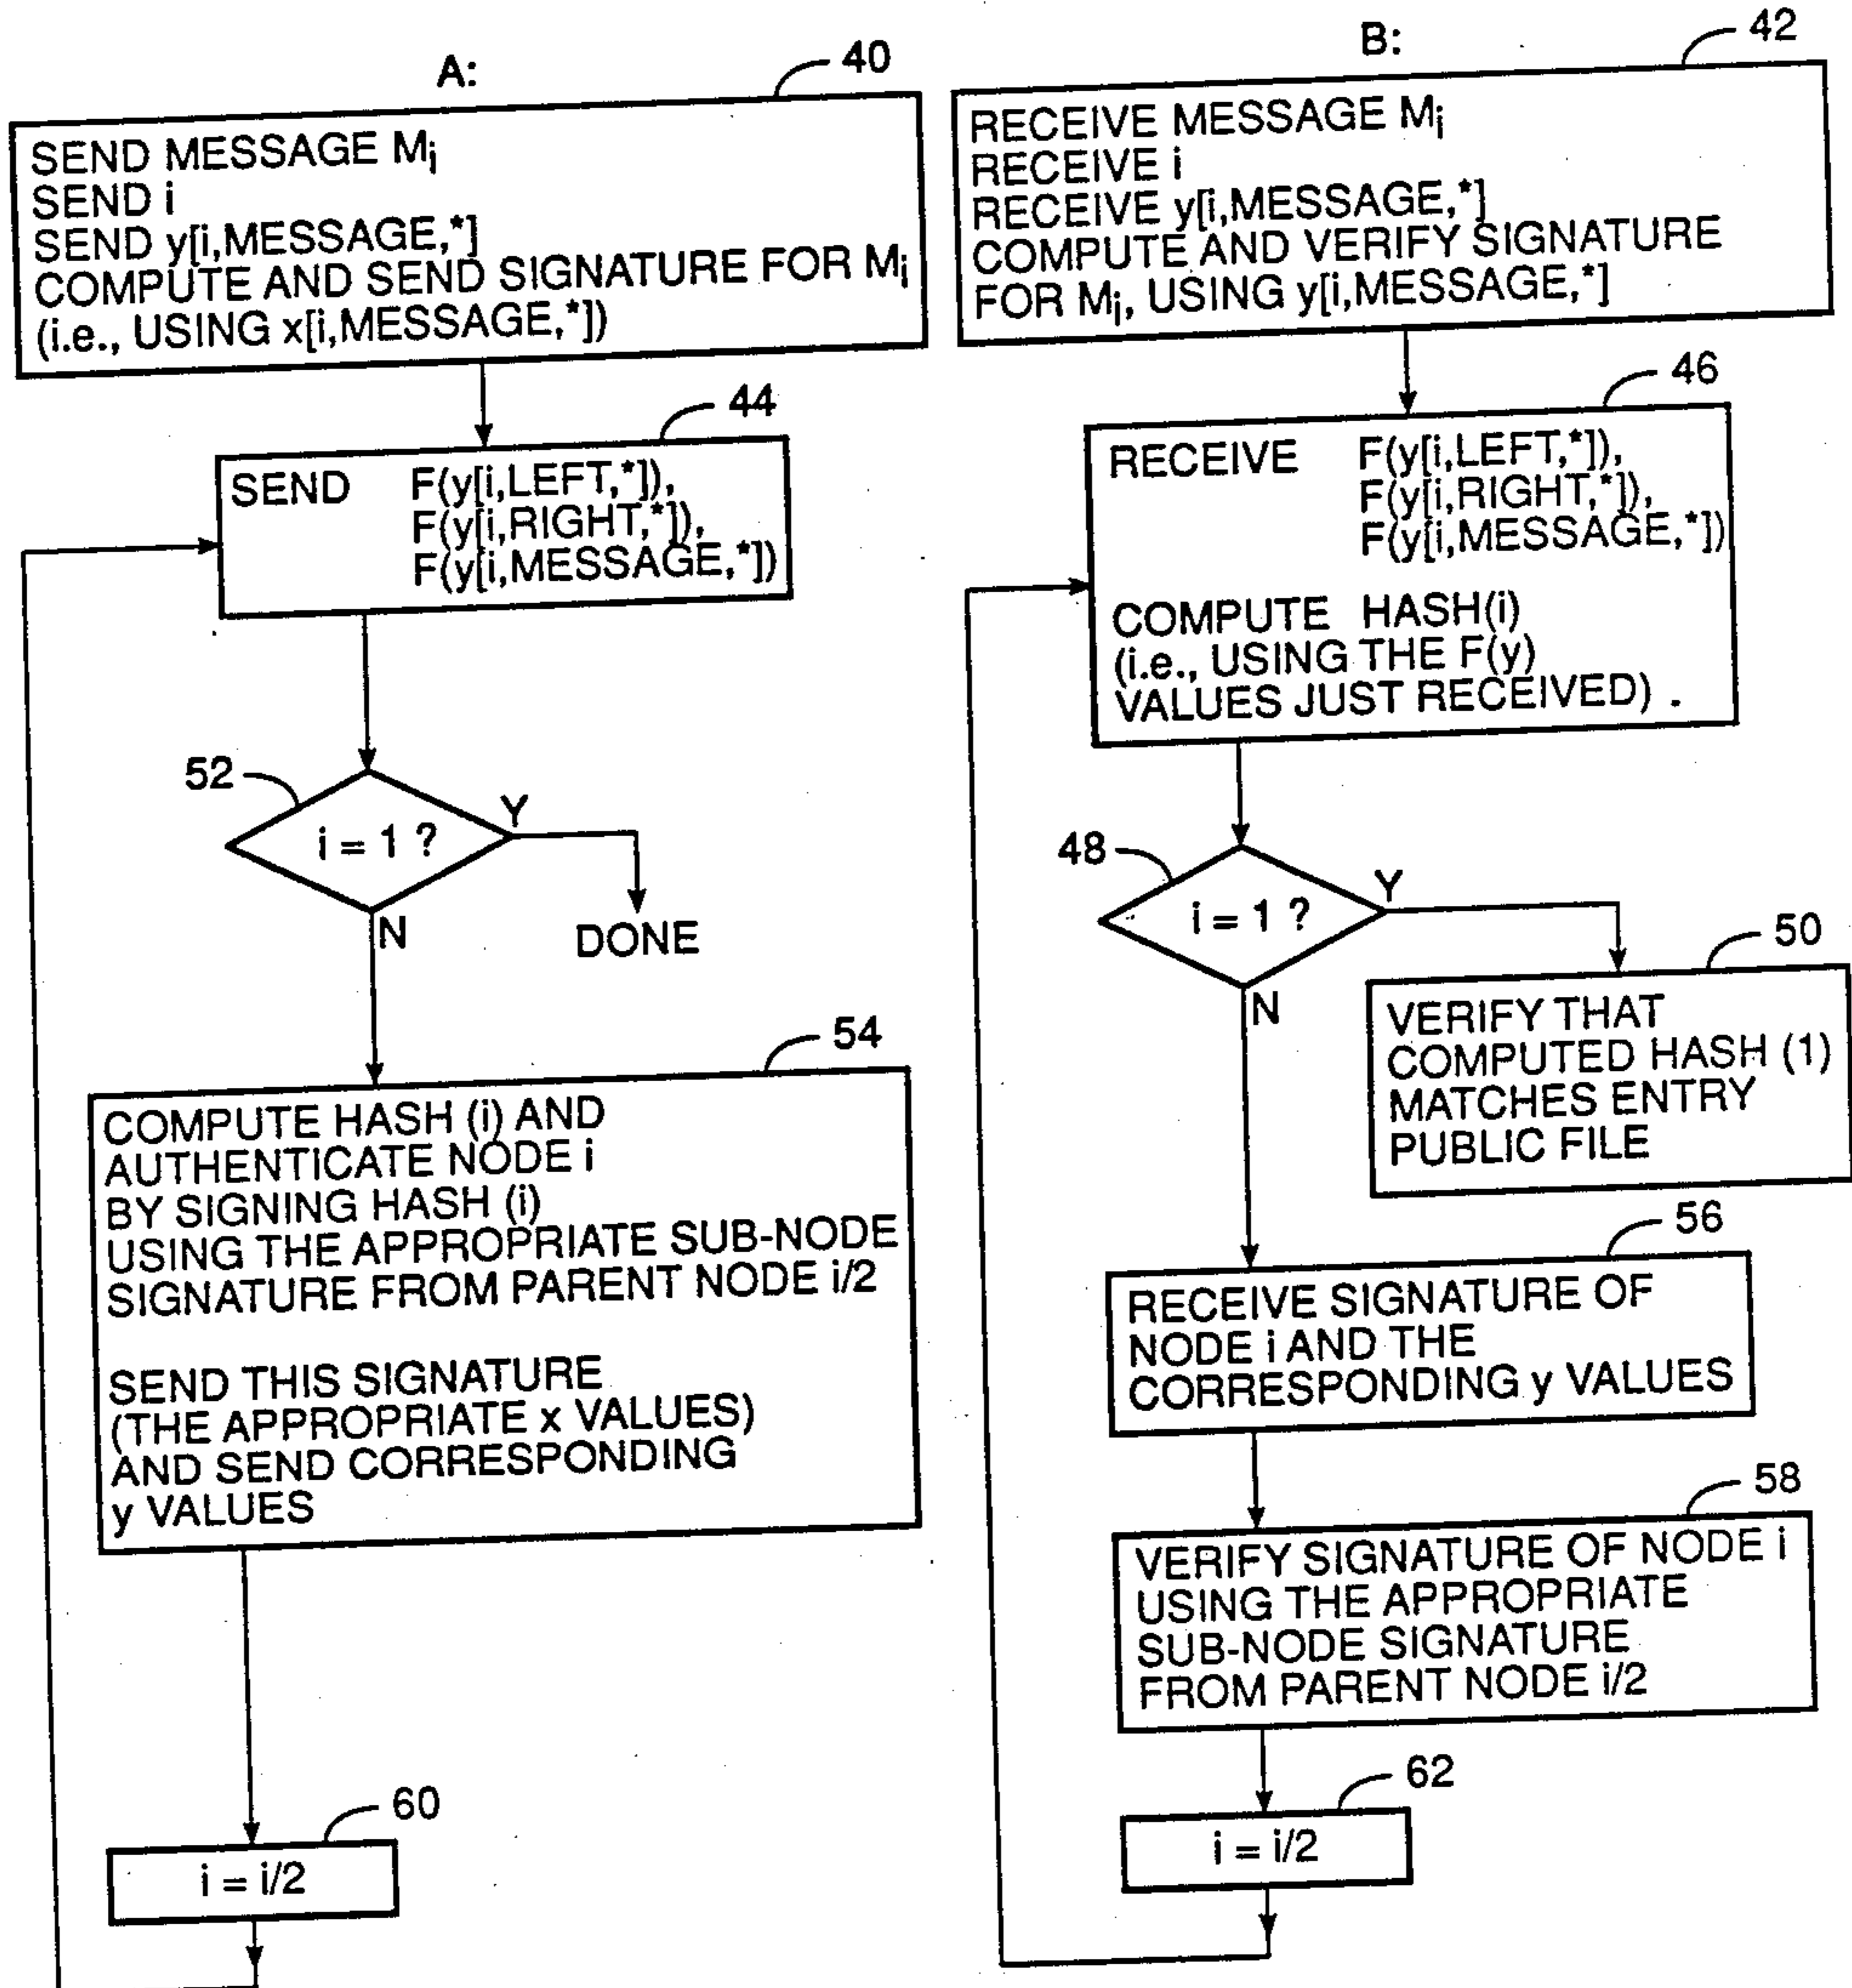 A:
40
SEND MESSAGE Mi
SEND i
SEND y[i,MESSAGE,*]
COMPUTE AND SEND SIGNATURE FOR Mi
(i.e., USING x[i,MESSAGE,*])
44
SEND F(y[i,LEFT,*]),
F(y[i,RIGHT,*]),
F(y[i,MESSAGE,*])
52
i = 1 ?
Y
N
DONE
54
COMPUTE HASH (i) AND
AUTHENTICATE NODE i
BY SIGNING HASH (i)
USING THE APPROPRIATE SUB-NODE
SIGNATURE FROM PARENT NODE i/2
SEND THIS SIGNATURE
(THE APPROPRIATE x VALUES)
AND SEND CORRESPONDING
y VALUES
60
i = i/2
B:
42
RECEIVE MESSAGE Mi
RECEIVE i
RECEIVE y[i,MESSAGE,*]
COMPUTE AND VERIFY SIGNATURE
FOR Mi, USING y[i,MESSAGE,*]
46
RECEIVE F(y[i,LEFT,*]),
F(y[i,RIGHT,*]),
F(y[i,MESSAGE,*])
COMPUTE HASH(i)
(i.e., USING THE F(y)
VALUES JUST RECEIVED) .
48
i = 1 ?
Y
N
50
VERIFY THAT
COMPUTED HASH (1)
MATCHES ENTRY
PUBLIC FILE
56
RECEIVE SIGNATURE OF
NODE i AND THE
CORRESPONDING y VALUES
58
VERIFY SIGNATURE OF NODE i
USING THE APPROPRIATE
SUB-NODE SIGNATURE
FROM PARENT NODE i/2
62
i = i/2